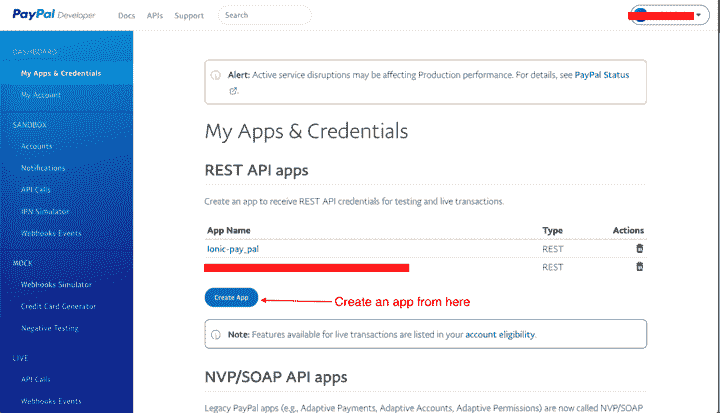 PayPal Developer
Docs APIs Support Search
DASHBOARD
My Apps & Credentials
My Account
SANDBOX
Accounts
Notifications
API Calls
IPN Simulator
Webhooks Events
MOCK
Webhooks Simulator
Credit Card Generator
Negative Testing
LIVE
API Calls
Webhooks Events
Alert: Active service disruptions may be affecting Production performance. For details, see PayPal Status
.
My Apps & Credentials
REST API apps
Create an app to receive REST API credentials for testing and live transactions.
App Name Type Actions
Ionic-pay_pal REST
REST
Create App
Create an app from here
Note: Features available for live transactions are listed in your account eligibility.
NVP/SOAP API apps
Legacy PayPal apps (e.g., Adaptive Payments, Adaptive Accounts, Adaptive Permissions) are now called NVP/SOAP